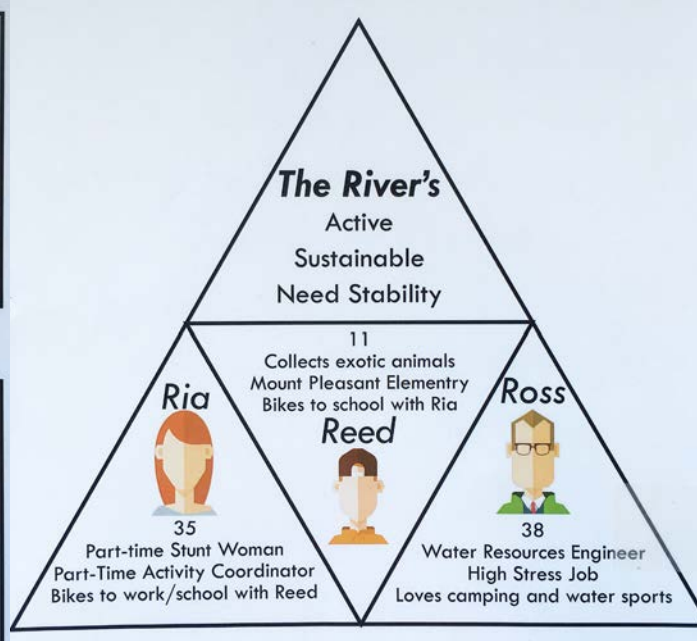 The River's
Active
Sustainable
Need Stability
11
Collects exotic animals
Mount Pleasant Elementry
Bikes to school with Ria
Reed
Ria
35
Part-time Stunt Woman
Part-Time Activity Coordinator
Bikes to work/school with Reed
Ross
38
Water Resources Engineer
High Stress Job
Loves camping and water sports